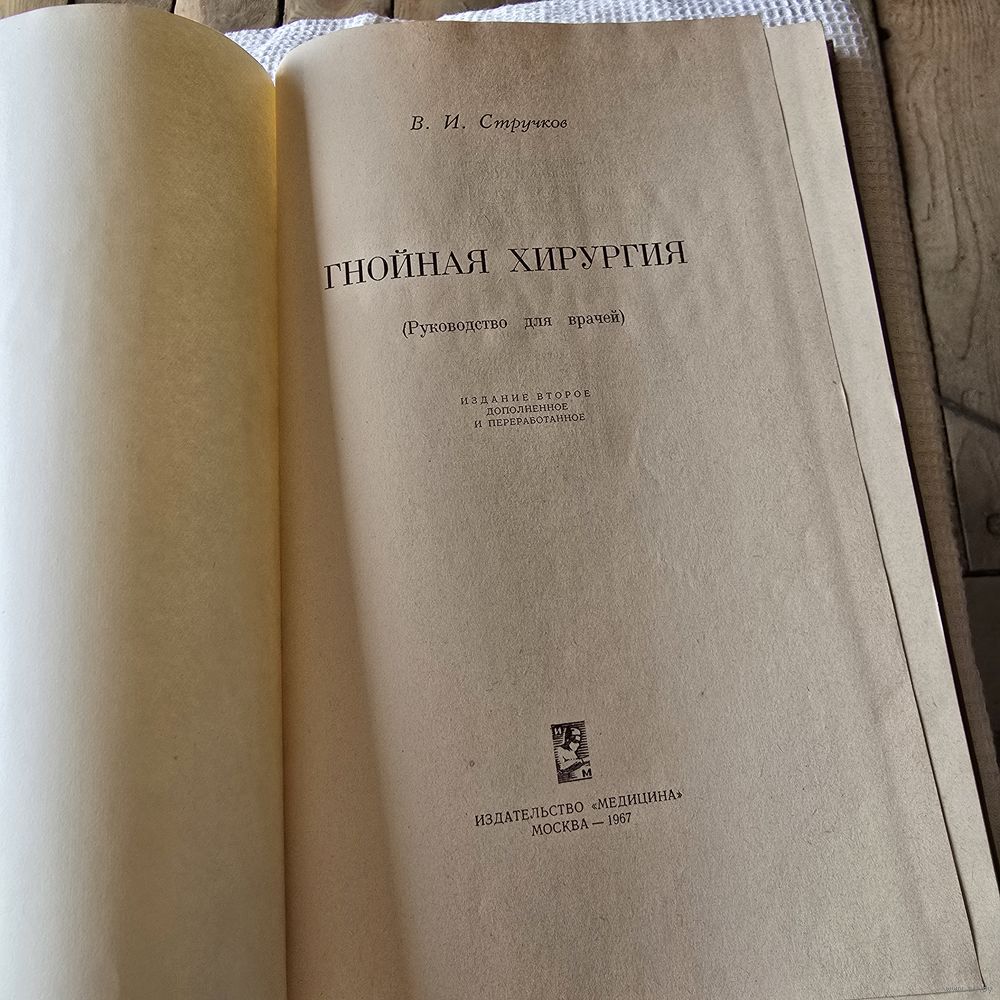 В. И. Стручков
ГНОЙНАЯ ХИРУРГИЯ
(Руководство для врачей)
ИЗДАНИЕ ВТОРОЕ
ДОПОЛНЕННОЕ
И ПЕРЕРАБОТАННОЕ
И
М
ИЗДАТЕЛЬСТВО «МЕДИЦИНА»
МОСКВА — 1967